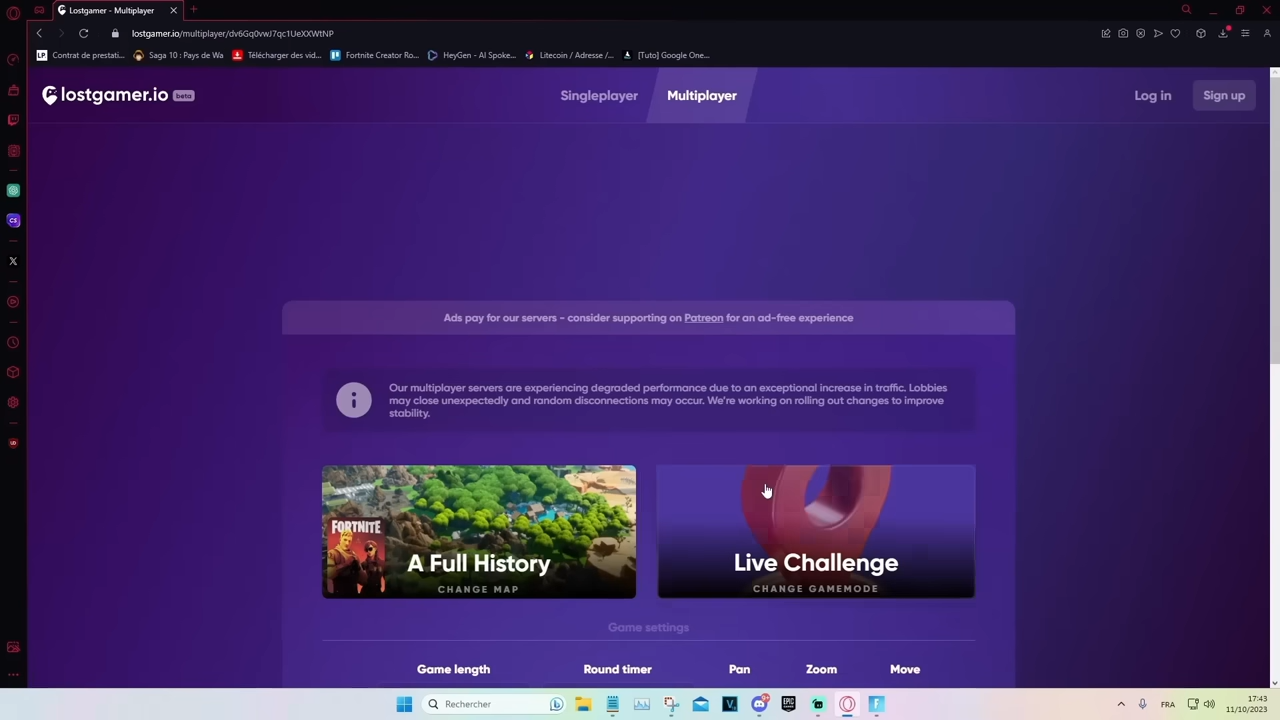 Lostgamer - Multiplayer
lostgamer.io/multiplayer/dv6Gq0vwJ7qc1UeXXWtNP
LP Contrat de prestati...
Saga 10 : Pays de Wa
Télécharger des vid...
Fortnite Creator Ro...
HeyGen - AI Spoke...
Litecoin / Adresse /...
[Tuto] Google One...
lostgamer.io beta
Singleplayer
Multiplayer
Log in
Sign up
CS
Ads pay for our servers - consider supporting on Patreon for an ad-free experience
Our multiplayer servers are experiencing degraded performance due to an exceptional increase in traffic. Lobbies
may close unexpectedly and random disconnections may occur. We're working on rolling out changes to improve
stability.
FORTNITE
A Full History
CHANGE MAP
Live Challenge
CHANGE GAMEMODE
Game settings
Game length
Round timer
Pan
Zoom
Move
Rechercher
EPIC
FR
17:43
11/10/2023